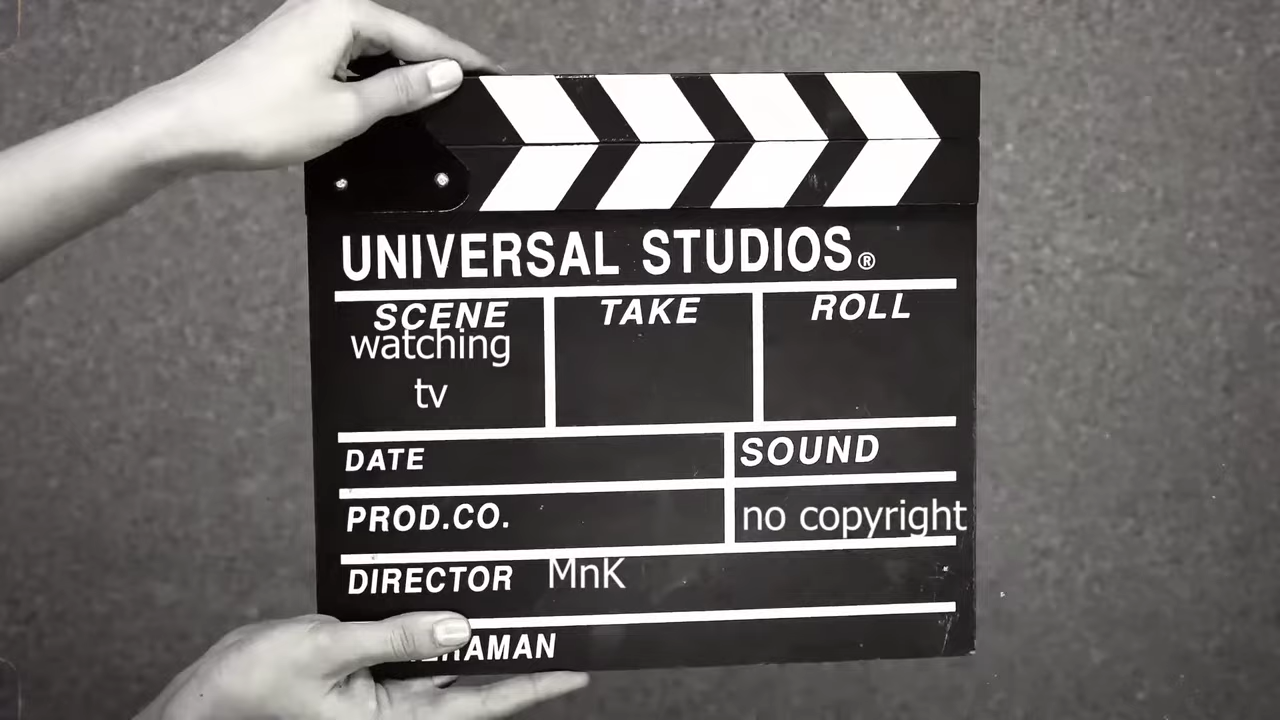 UNIVERSAL STUDIOS®
SCENE TAKE ROLL
watching
tv
DATE SOUND
PROD.CO. no copyright
DIRECTOR MnK